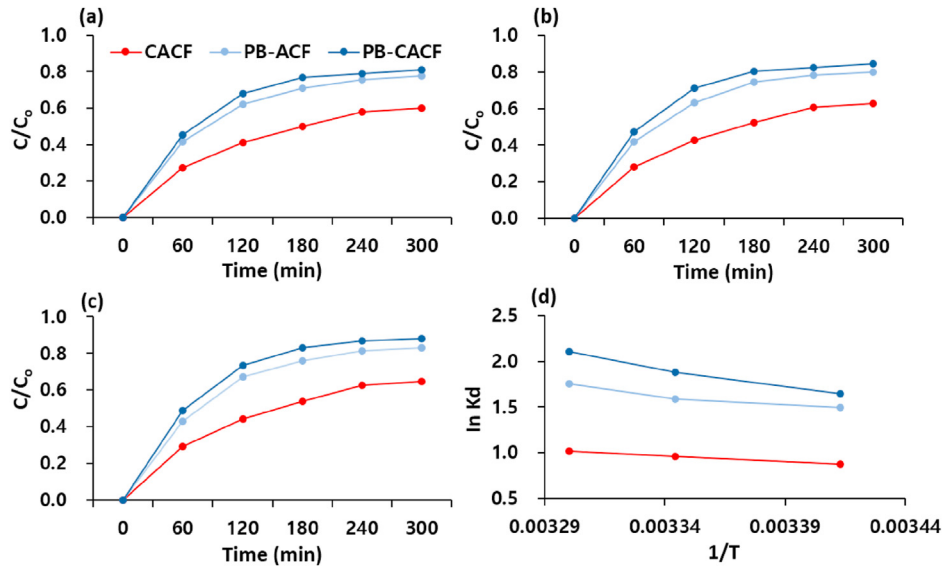 (a)
CACF PB-ACF PB-CACF
1.0
0.8
0.6
0.4
0.2
0.0
C/Co
0 60 120 180 240 300
Time (min)
(b)
1.0
0.8
0.6
0.4
0.2
0.0
C/Co
0 60 120 180 240 300
Time (min)
(c)
1.0
0.8
0.6
0.4
0.2
0.0
C/Co
0 60 120 180 240 300
Time (min)
(d)
2.5
2.0
1.5
1.0
0.5
ln Kd
0.00329 0.00334 0.00339 0.00344
1/T